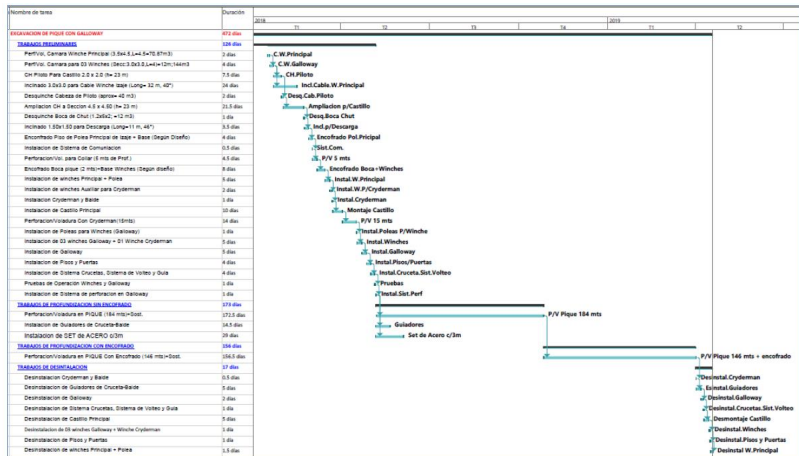 Nombre de tarea Duración
2018 2019
T1 T2 T3 T4 T1 T2
EXCAVACION DE PIQUE CON GALLOWAY 472 días
TRABAJOS PRELIMINARES 124 días
Perf/Vol. Camara Winche Principal (3.5x4.5,L=4.5=70.87m3) 2 días C.W.Principal
Perf/Vol. Camara para 03 Winches (Secc:3.0x3.0,L=4)=12m;144m3 4 días C.W.Galloway
CH Piloto Para Castillo 2.0 x 2.0 (h= 23 m) 7.5 días CH.Piloto
Inclinado 3.0x3.0 para Cable Winche Izaje (Long= 32 m, 40°) 24 días Incl.Cable.W.Principal
Desquinche Cabeza de Piloto (aprox= 40 m3) 2 días Desq.Cab.Piloto
Ampliacion CH a Seccion 4.5 x 4.50 (h= 23 m) 21.5 días Ampliacion p/Castillo
Desquinche Boca de Chut (1.2x6x2; =12 m3) 1 día Desq.Boca Chut
Inclinado 1.50x1.50 para Descarga (Long=11 m, 46°) 5.5 días Incl.p/Descarga
Enconfrado Piso de Polea Principal de Izaje + Base (Según Diseño) 4 días Encofrado Pol.Pricipal
Instalacion de Sistema de Comuniacion 0.5 días Sist.Com.
Perforacion/Vol. para Collar (5 mts de Prof.) 4.5 días P/V 5 mts
Encofrado Boca pique (2 mts)+Base Winches (Según diseño) 8 días Encofrado Boca+Winches
Instalacion de winches Principal + Polea 5 días Instal.W.Principal
Instalacion de winches Auxiliar para Cryderman 2 días Instal.W.P/Cryderman
Instalacion Cryderman y Balde 1 día Instal.Cryderman
Instalacion de Castillo Principal 10 días Montaje Castillo
Perforacion/Voladura Con Cryderman(15mts) 14 días P/V 15 mts
Instalacion de Poleas para Winches (Galloway) 1 día Instal.Poleas P/Winche
Instalacion de 03 winches Galloway + 01 Winche Cryderman 5 días Instal.Winches
Instalacion de Galloway 5 días Instal.Galloway
Instalacion de Pisos y Puertas 4 días Instal.Pisos/Puertas
Instalacion de Sistema Crucetas, Sistema de Volteo y Guia 4 días Instal.Cruceta.Sist.Volteo
Pruebas de Operación Winches y Galloway 1 día Pruebas
Instalacion de Sistema de perforacion en Galloway 1 día Instal.Sist.Perf
TRABAJOS DE PROFUNDIZACION SIN ENCOFRADO 173 días
Perforacion/Voladura en PIQUE (184 mts)+Sost. 172.5 días P/V Pique 184 mts
Instalacion de Guiadores de Cruceta-Balde 14.5 días Guiadores
Instalacion de SET de ACERO c/3m 29 días Set de Acero c/3m
TRABAJOS DE PROFUNDIZACION CON ENCOFRADO 156 días
Perforacion/Voladura en PIQUE Con Encofrado (146 mts)+Sost. 156.5 días P/V Pique 146 mts + encofrado
TRABAJOS DE DESINTALACION 17 días
Desinstalacion Cryderman y Balde 0.5 días Desinstal.Cryderman
Desinstalacion de Guiadores de Cruceta-Balde 5 días Esinstal.Guiadores
Desinstalacion de Galloway 2 días Desinstal.Galloway
Desinstalacion de Sistema Crucetas, Sistema de Volteo y Guia 1 día Desinstal.Crucetas.Sist.Volteo
Desinstalacion de Castillo Principal 5 días Desmontaje Castillo
Desinstalacion de 03 winches Galloway + Winche Cryderman 1 día Desinstal.Winches
Desinstalacion de Pisos y Puertas 1 día Desinstal.Pisos y Puertas
Desinstalacion de winches Principal + Polea 1.5 días Desinstal W.Principal